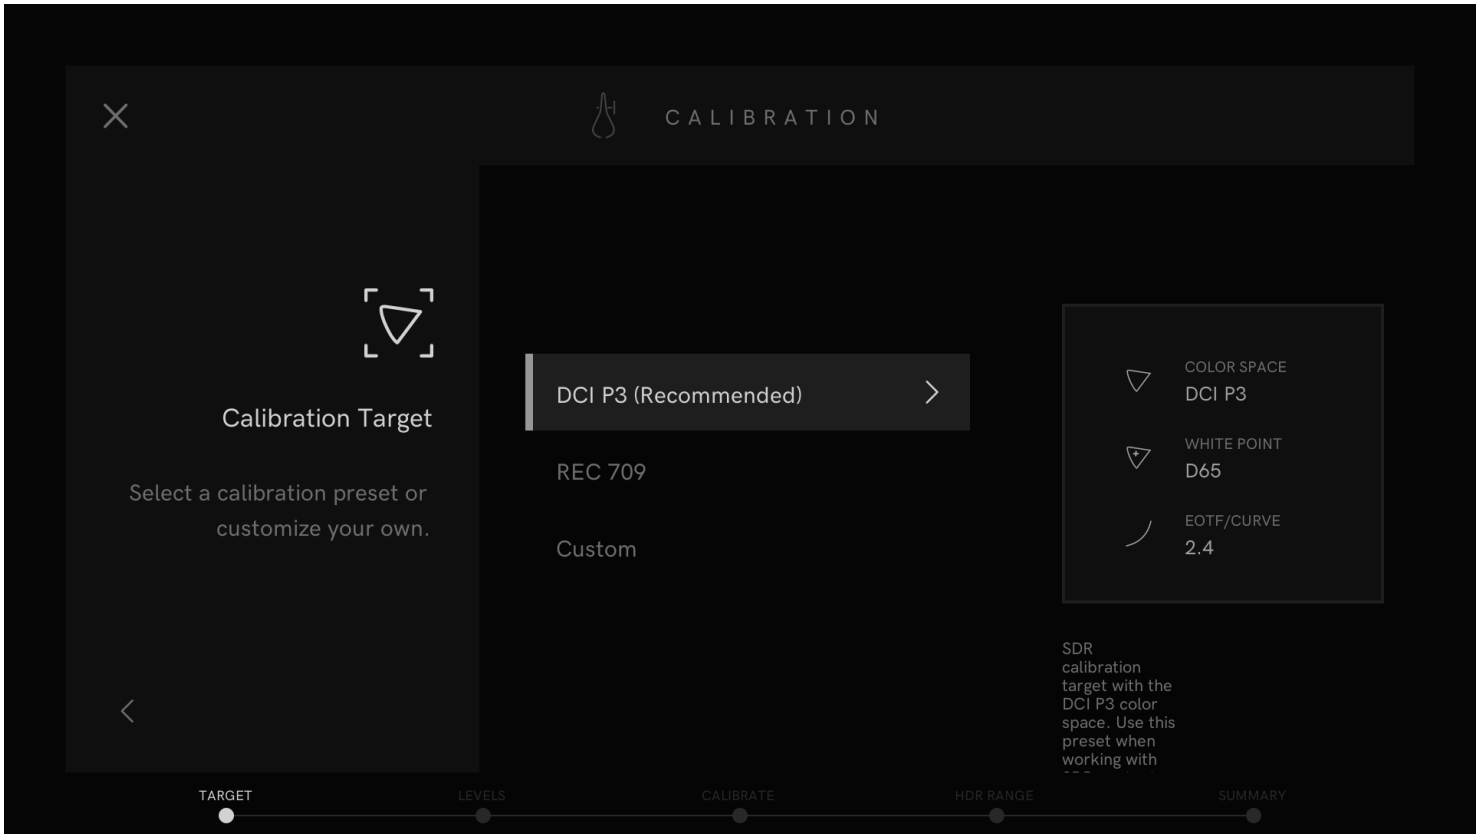 CALIBRATION
Calibration Target
Select a calibration preset or
customize your own.
DCI P3 (Recommended)
REC 709
Custom
COLOR SPACE
DCI P3
WHITE POINT
D65
EOTF/CURVE
2.4
SDR
calibration
target with the
DCI P3 color
space. Use this
preset when
working with
TARGET
LEVELS
CALIBRATE
HDR RANGE
SUMMARY